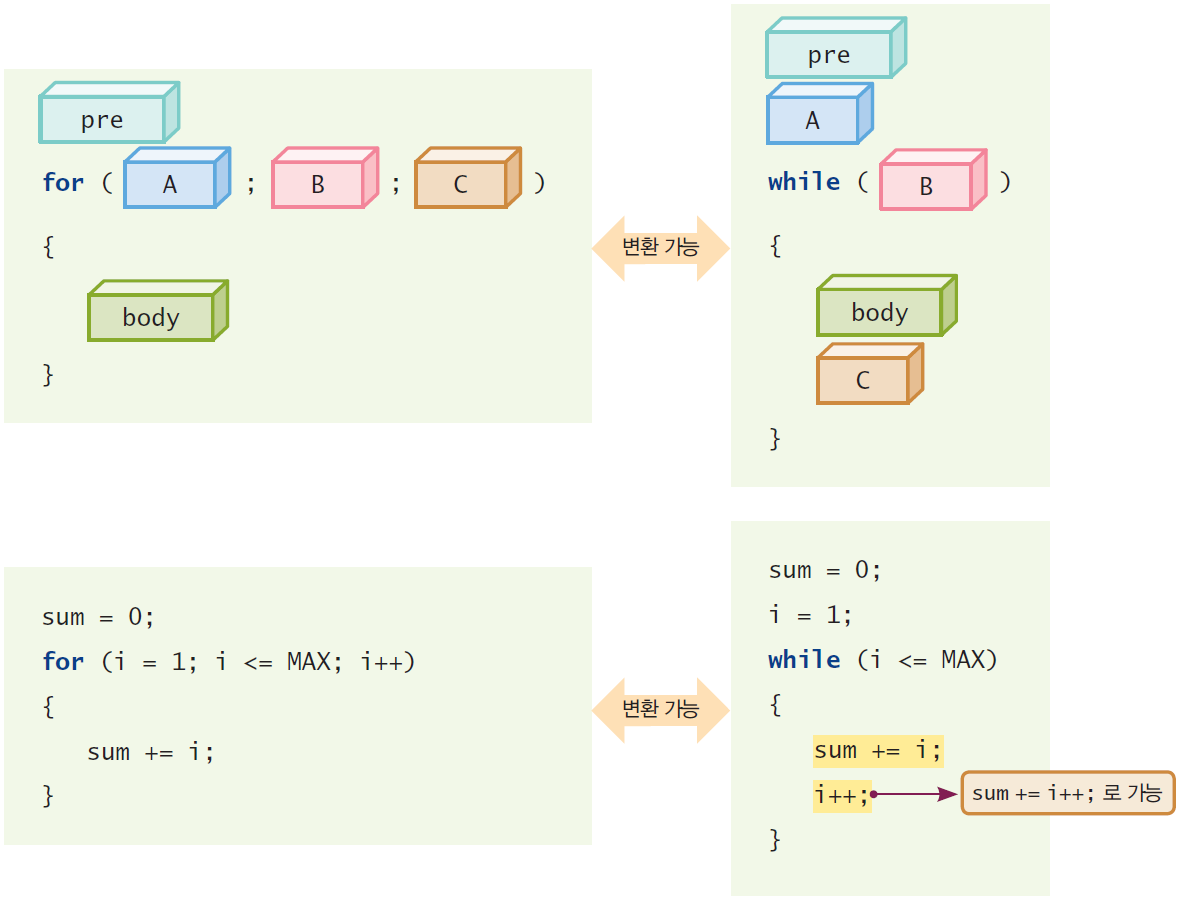 pre
for ( A ; B ; C )
{
body
}
변환 가능
pre
A
while ( B )
{
body
C
}
sum = 0;
for (i = 1; i <= MAX; i++)
{
sum += i;
}
변환 가능
sum = 0;
i = 1;
while (i <= MAX)
{
sum += i;
i++;
sum += i++; 로 가능
}